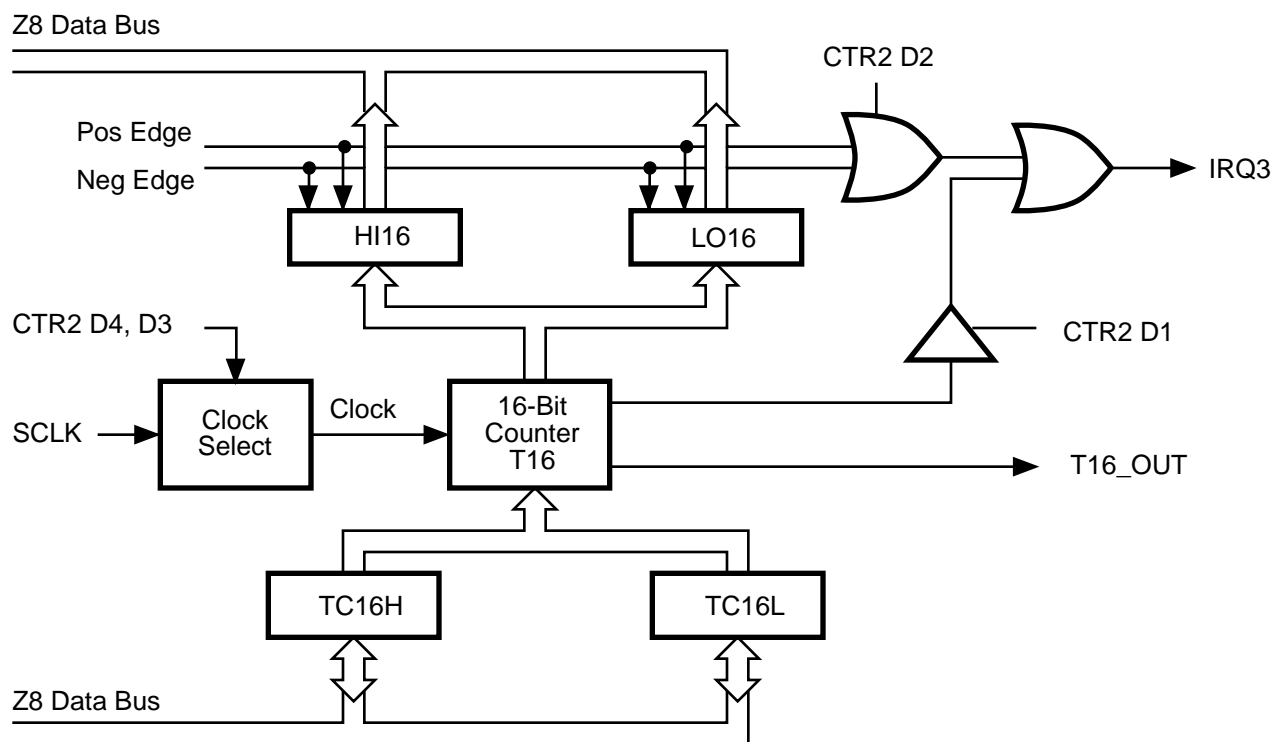 Z8 Data Bus
CTR2 D2
Pos Edge
Neg Edge
IRQ3
HI16
LO16
CTR2 D4, D3
CTR2 D1
Clock
Select
Clock
SCLK
16-Bit
Counter
T16
T16_OUT
TC16H
TC16L
Z8 Data Bus